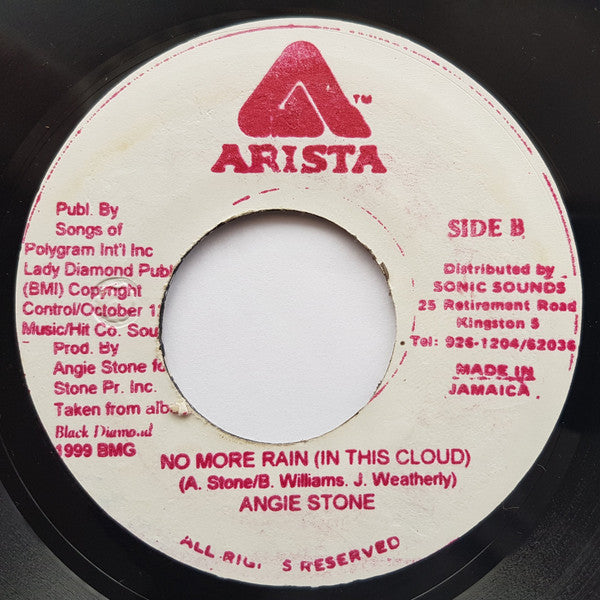 TM
ARISTA
Publ. By
Songs of
Polygram Int'l Inc
Lady Diamond Publ
(BMI) Copyright
Control/October 1
Music/Hit Co. Sou
Prod. By
Angie Stone fo
Stone Pr. Inc.
Taken from alb
Black Diamond
1999 BMG
SIDE B
Distributed by
SONIC SOUNDS
25 Retirement Road
Kingston 5
Tel: 926-1204/62036
MADE IN
JAMAICA
NO MORE RAIN (IN THIS CLOUD)
(A. Stone/B. Williams. J. Weatherly)
ANGIE STONE
ALL RIG S RESERVED